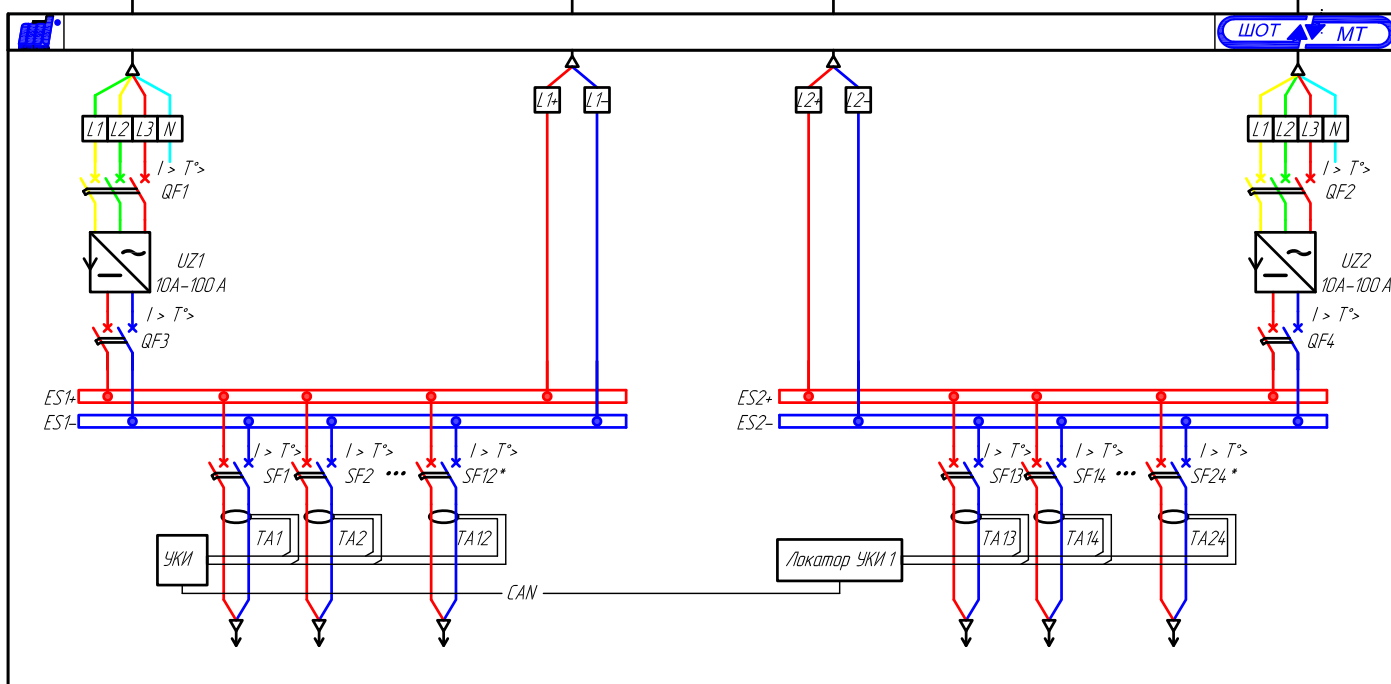 ШОТ МТ
L1+ L1- L2+ L2-
L1 L2 L3 N L1 L2 L3 N
I > T°> I > T°>
QF1 QF2
UZ1 UZ2
10A-100 A 10A-100 A
I > T°> I > T°>
QF3 QF4
ES1+ ES2+
ES1- ES2-
I > T°> I > T°> I > T°> I > T°> I > T°> I > T°>
SF1 SF2 ••• SF12* SF13 SF14 ••• SF24*
TA1 TA2 TA12 TA13 TA14 TA24
УКИ Локатор УКИ 1
CAN